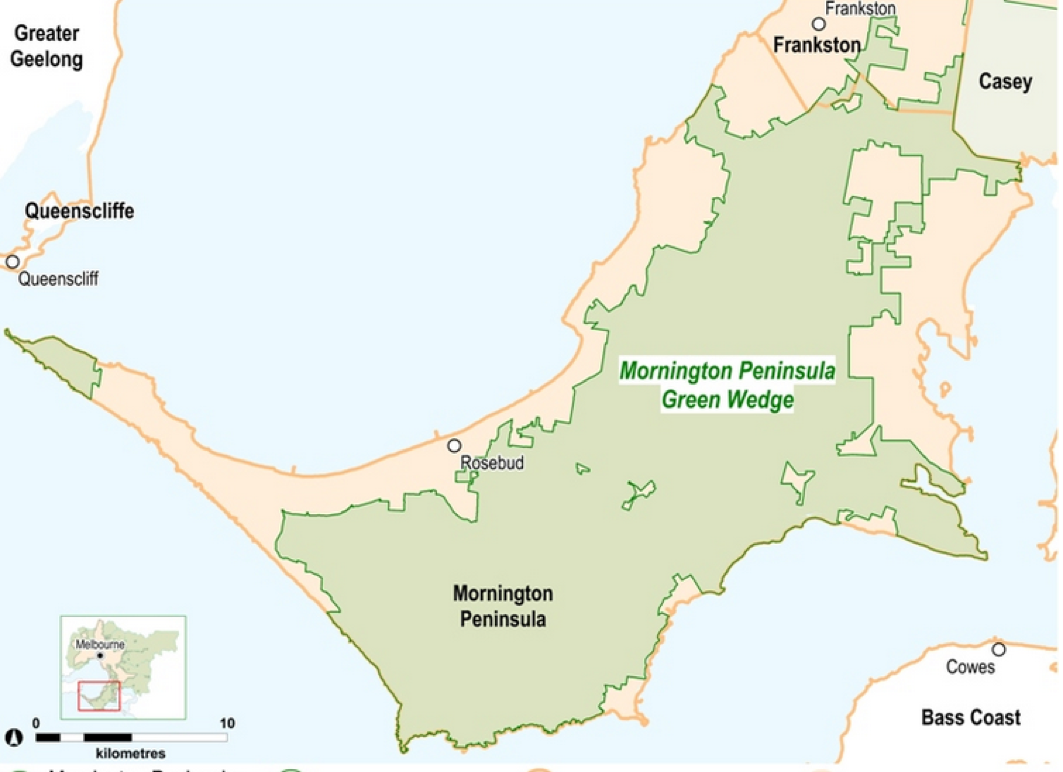 Frankston
Greater
Geelong
Frankston
Casey
Queenscliffe
Queenscliff
Mornington Peninsula
Green Wedge
Rosebud
Mornington
Peninsula
Melbourne
Cowes
Bass Coast
0
10
kilometres